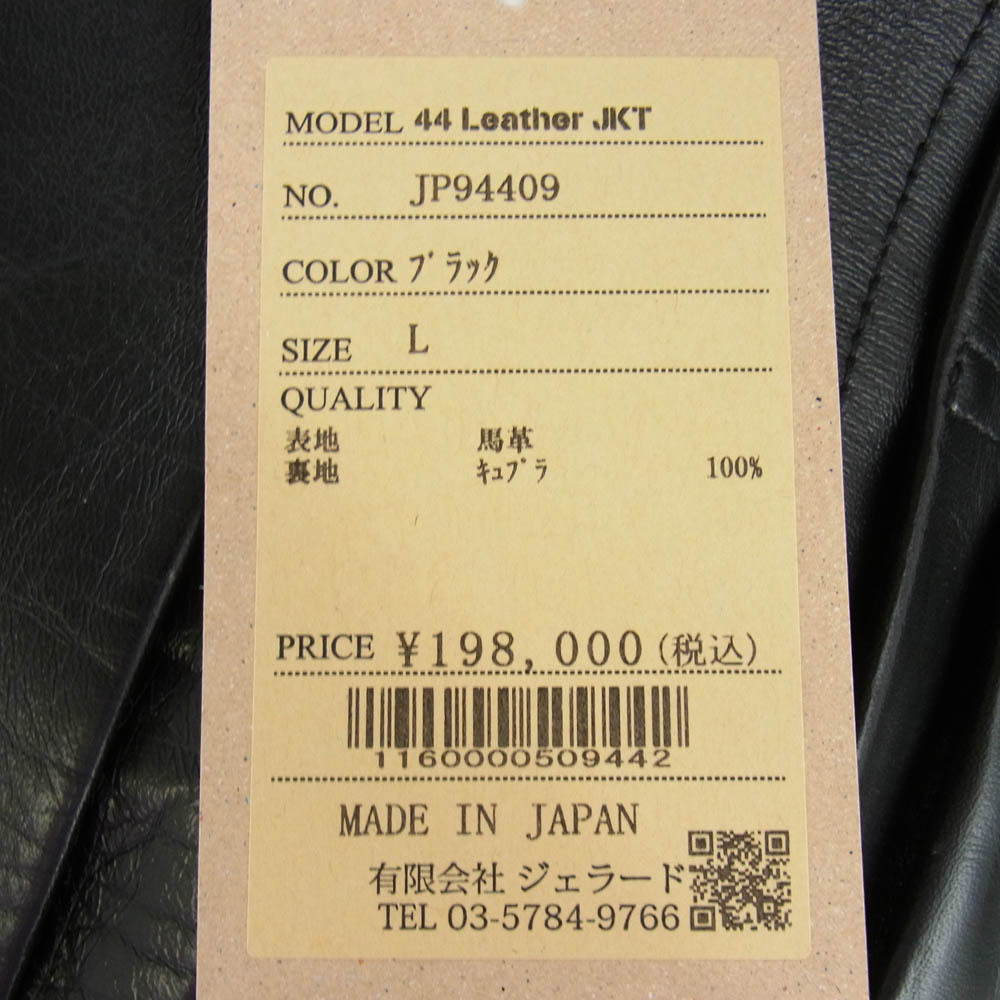 MODEL 44 Leather JKT
NO. JP94409
COLOR ﾌﾞﾗｯｸ
SIZE L
QUALITY
表地 馬革
裏地 ｷｭﾌﾟﾗ 100%
PRICE ¥198,000(税込)
1160000509442
MADE IN JAPAN
有限会社 ジェラード
TEL 03-5784-9766